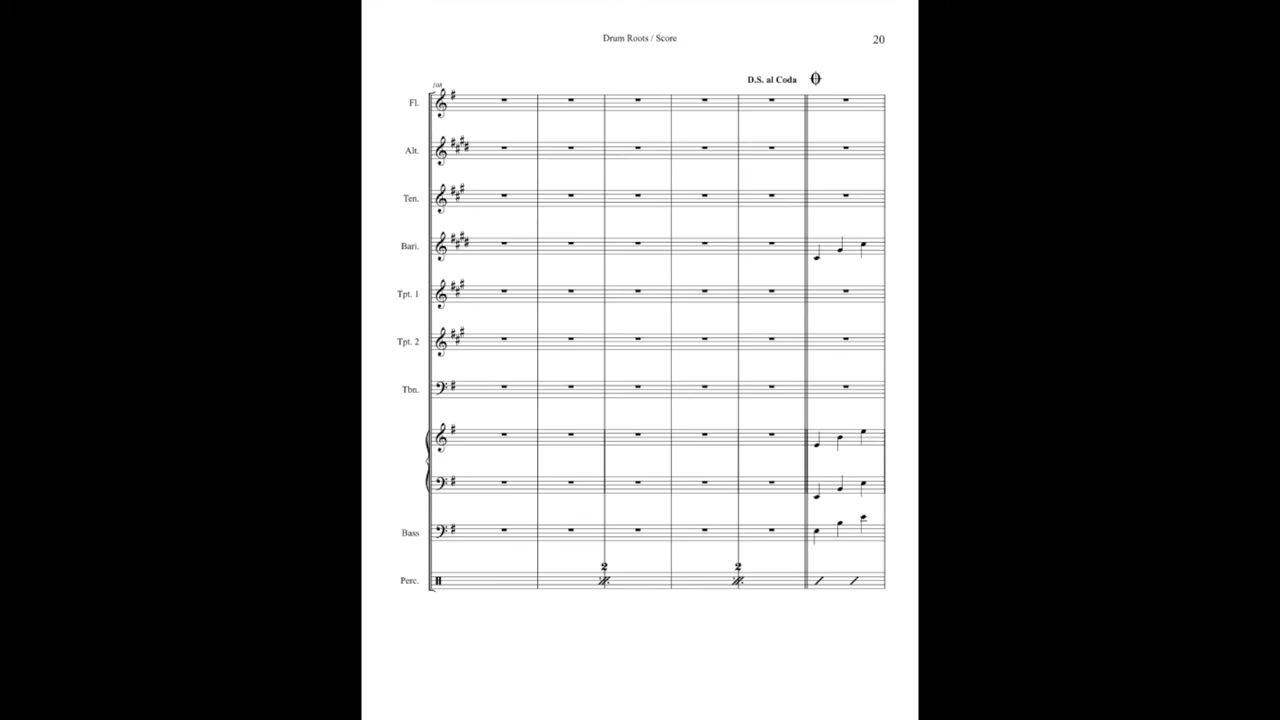 Drum Roots / Score
20
D.S. al Coda
108
Fl.
Alt.
Ten.
Bari.
Tpt. 1
Tpt. 2
Tbn.
Bass
2
2
Perc.